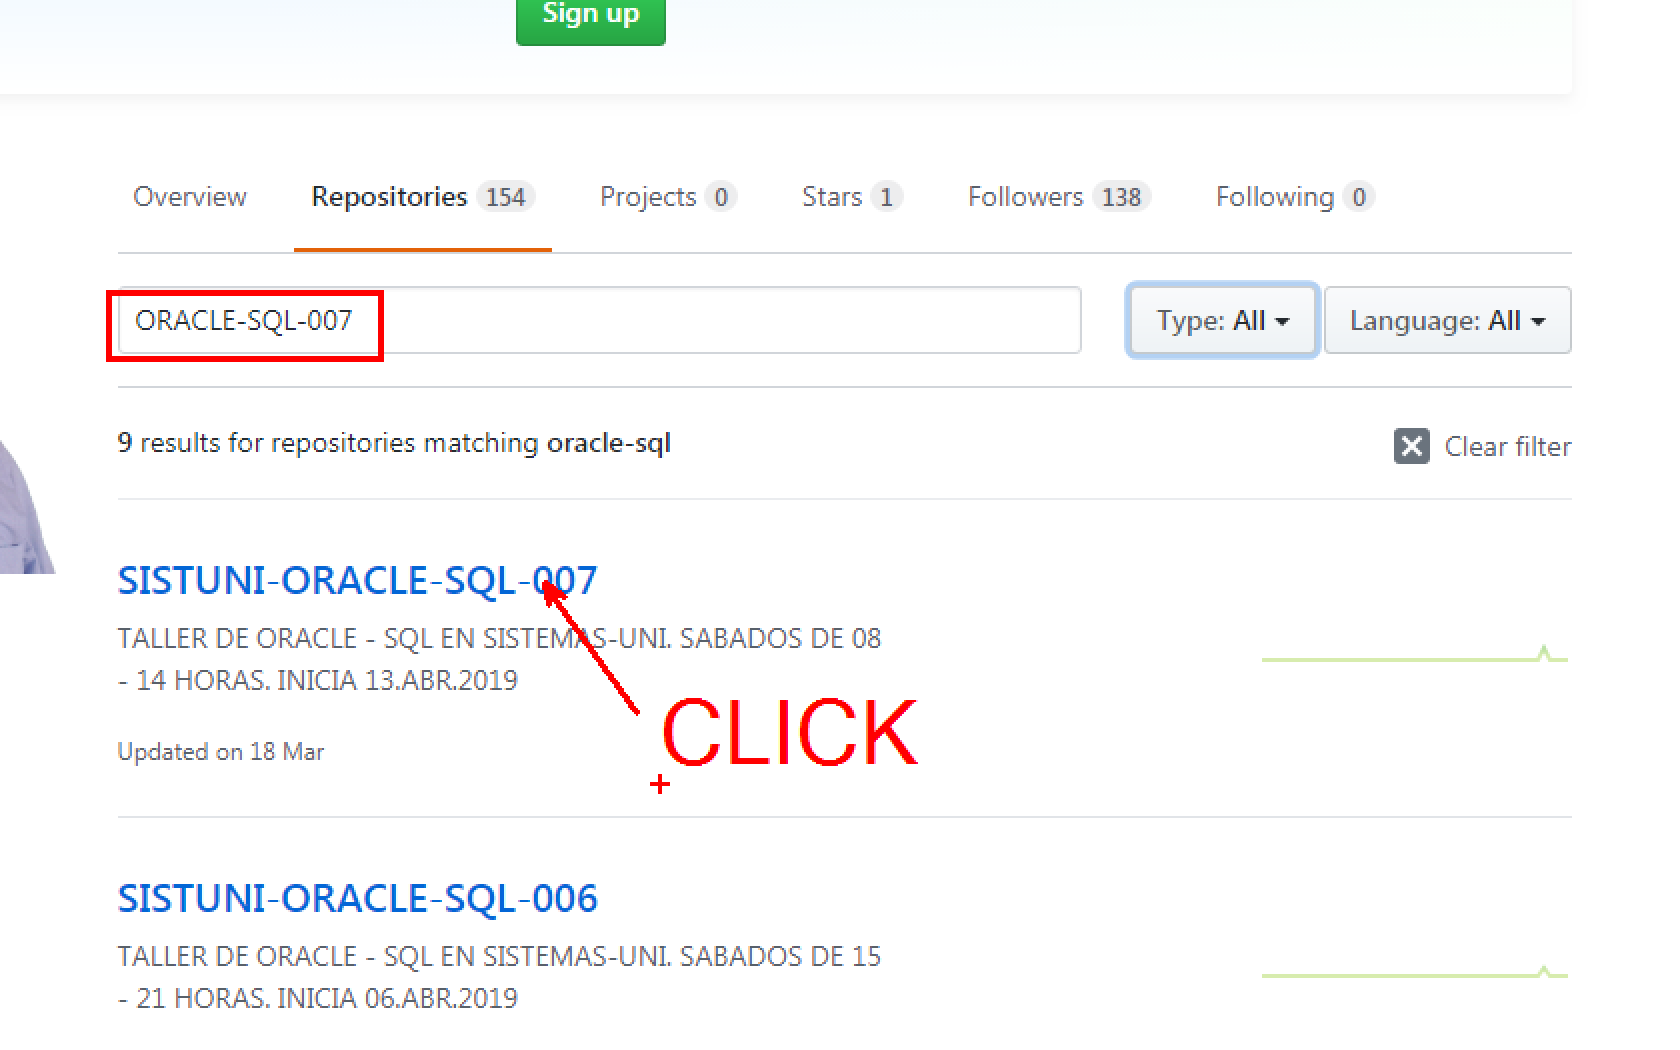 Sign up
Overview Repositories 154 Projects 0 Stars 1 Followers 138 Following 0
ORACLE-SQL-007 Type: All Language: All
9 results for repositories matching oracle-sql Clear filter
SISTUNI-ORACLE-SQL-007
TALLER DE ORACLE - SQL EN SISTEMAS-UNI. SABADOS DE 08
- 14 HORAS. INICIA 13.ABR.2019
CLICK
Updated on 18 Mar
SISTUNI-ORACLE-SQL-006
TALLER DE ORACLE - SQL EN SISTEMAS-UNI. SABADOS DE 15
- 21 HORAS. INICIA 06.ABR.2019